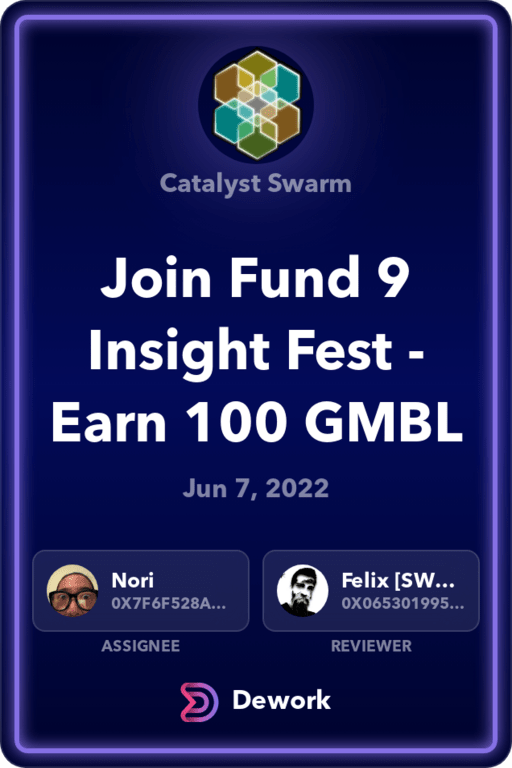 Catalyst Swarm
Join Fund 9
Insight Fest -
Earn 100 GMBL
Jun 7, 2022
Nori
0X7F6F528A...
ASSIGNEE
Felix [SW...
0X065301995...
REVIEWER
Dework